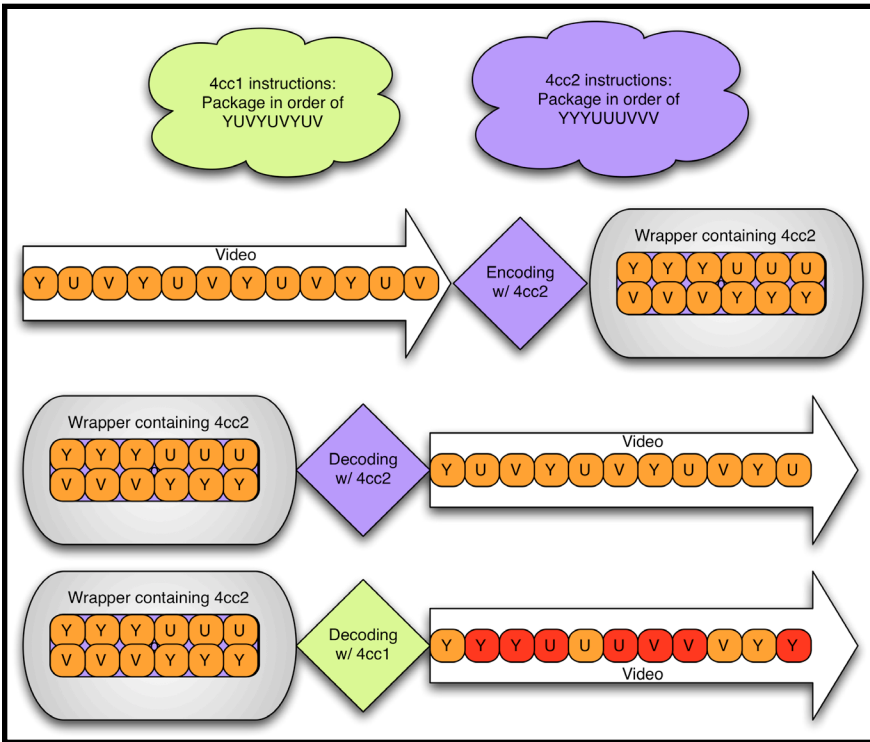 4cc1 instructions:
Package in order of
YUVYUVYUV
4cc2 instructions:
Package in order of
YYYUUUVVV
Video
Y U V Y U V Y U V Y U V
Encoding
w/ 4cc2
Wrapper containing 4cc2
Y Y Y U U U
V V V Y Y Y
Wrapper containing 4cc2
Y Y Y U U U
V V V Y Y Y
Decoding
w/ 4cc2
Video
Y U V Y U V Y U V Y U
Wrapper containing 4cc2
Y Y Y U U U
V V V Y Y Y
Decoding
w/ 4cc1
Y Y Y U U U V V V Y Y
Video